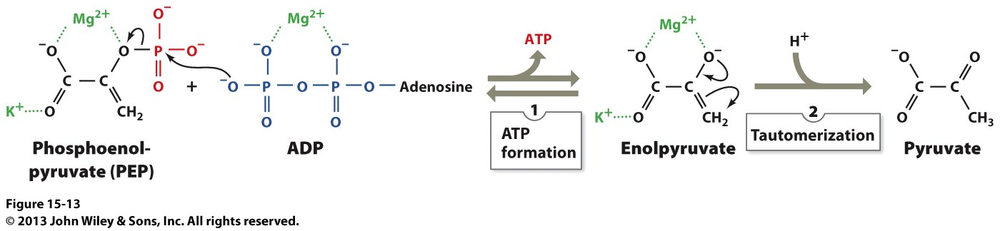 Mg2+
O−
Mg2+
Mg2+
ATP
H+
−O
O
P
O−
−O
O−
−O
O−
−O
O
C
C
O
+
−O
P
O
P
O
Adenosine
C
C
C
C
K+
O
CH2
O
O
K+
O
CH2
O
CH3
1
ATP
formation
2
Tautomerization
Phosphoenol-
pyruvate (PEP)
ADP
Enolpyruvate
Pyruvate
Figure 15-13
© 2013 John Wiley & Sons, Inc. All rights reserved.